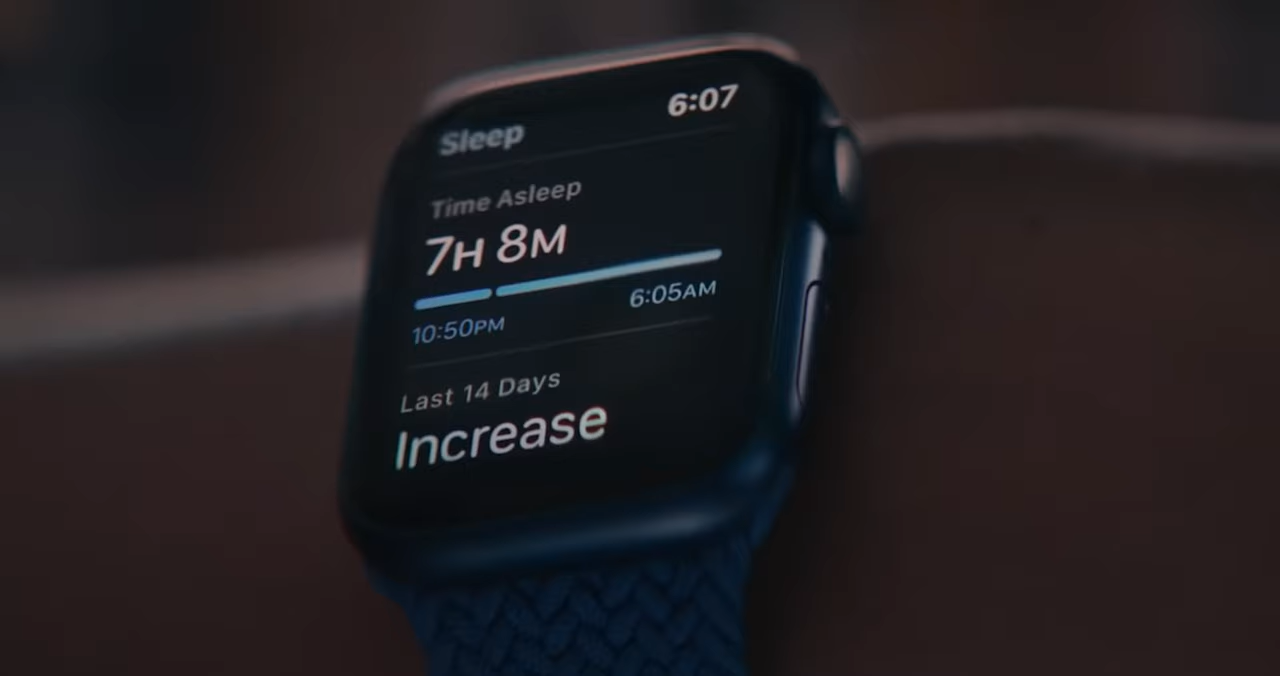 6:07
Sleep
Time Asleep
7H 8M
10:50PM 6:05AM
Last 14 Days
Increase